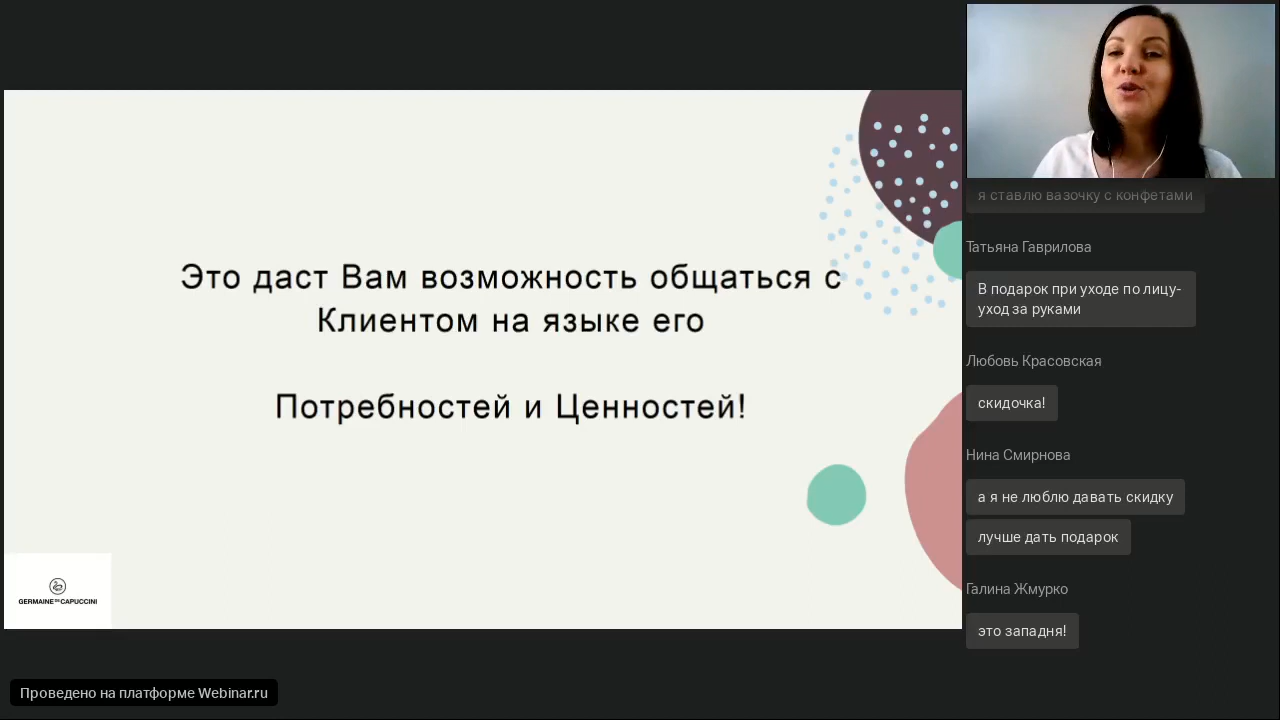 Это даст Вам возможность общаться с
Клиентом на языке его
Потребностей и Ценностей!
GERMAINE DE CAPUCCINI
я ставлю вазочку с конфетами
Татьяна Гаврилова
В подарок при уходе по лицу-
уход за руками
Любовь Красовская
скидочка!
Нина Смирнова
а я не люблю давать скидку
лучше дать подарок
Галина Жмурко
это западня!
Проведено на платформе Webinar.ru